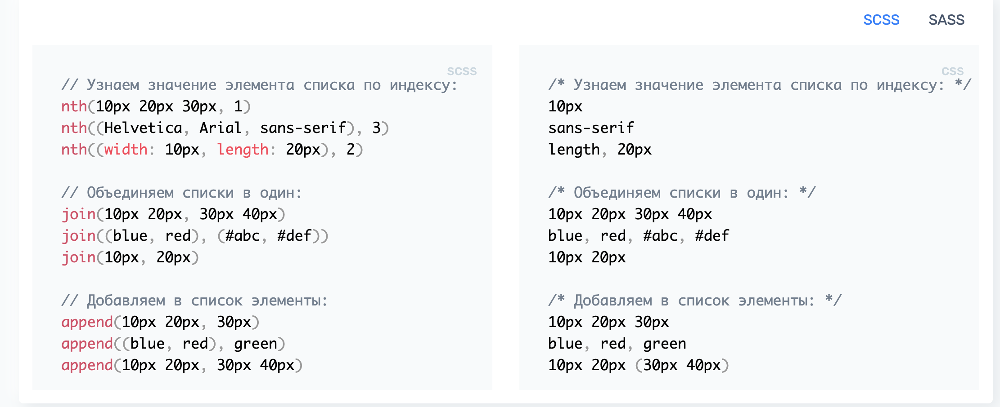 SCSS SASS
SCSS
// Узнаем значение элемента списка по индексу:
nth(10px 20px 30px, 1)
nth((Helvetica, Arial, sans-serif), 3)
nth((width: 10px, length: 20px), 2)
// Объединяем списки в один:
join(10px 20px, 30px 40px)
join((blue, red), (#abc, #def))
join(10px, 20px)
// Добавляем в список элементы:
append(10px 20px, 30px)
append((blue, red), green)
append(10px 20px, 30px 40px)
CSS
/* Узнаем значение элемента списка по индексу: */
10px
sans-serif
length, 20px
/* Объединяем списки в один: */
10px 20px 30px 40px
blue, red, #abc, #def
10px 20px
/* Добавляем в список элементы: */
10px 20px 30px
blue, red, green
10px 20px (30px 40px)